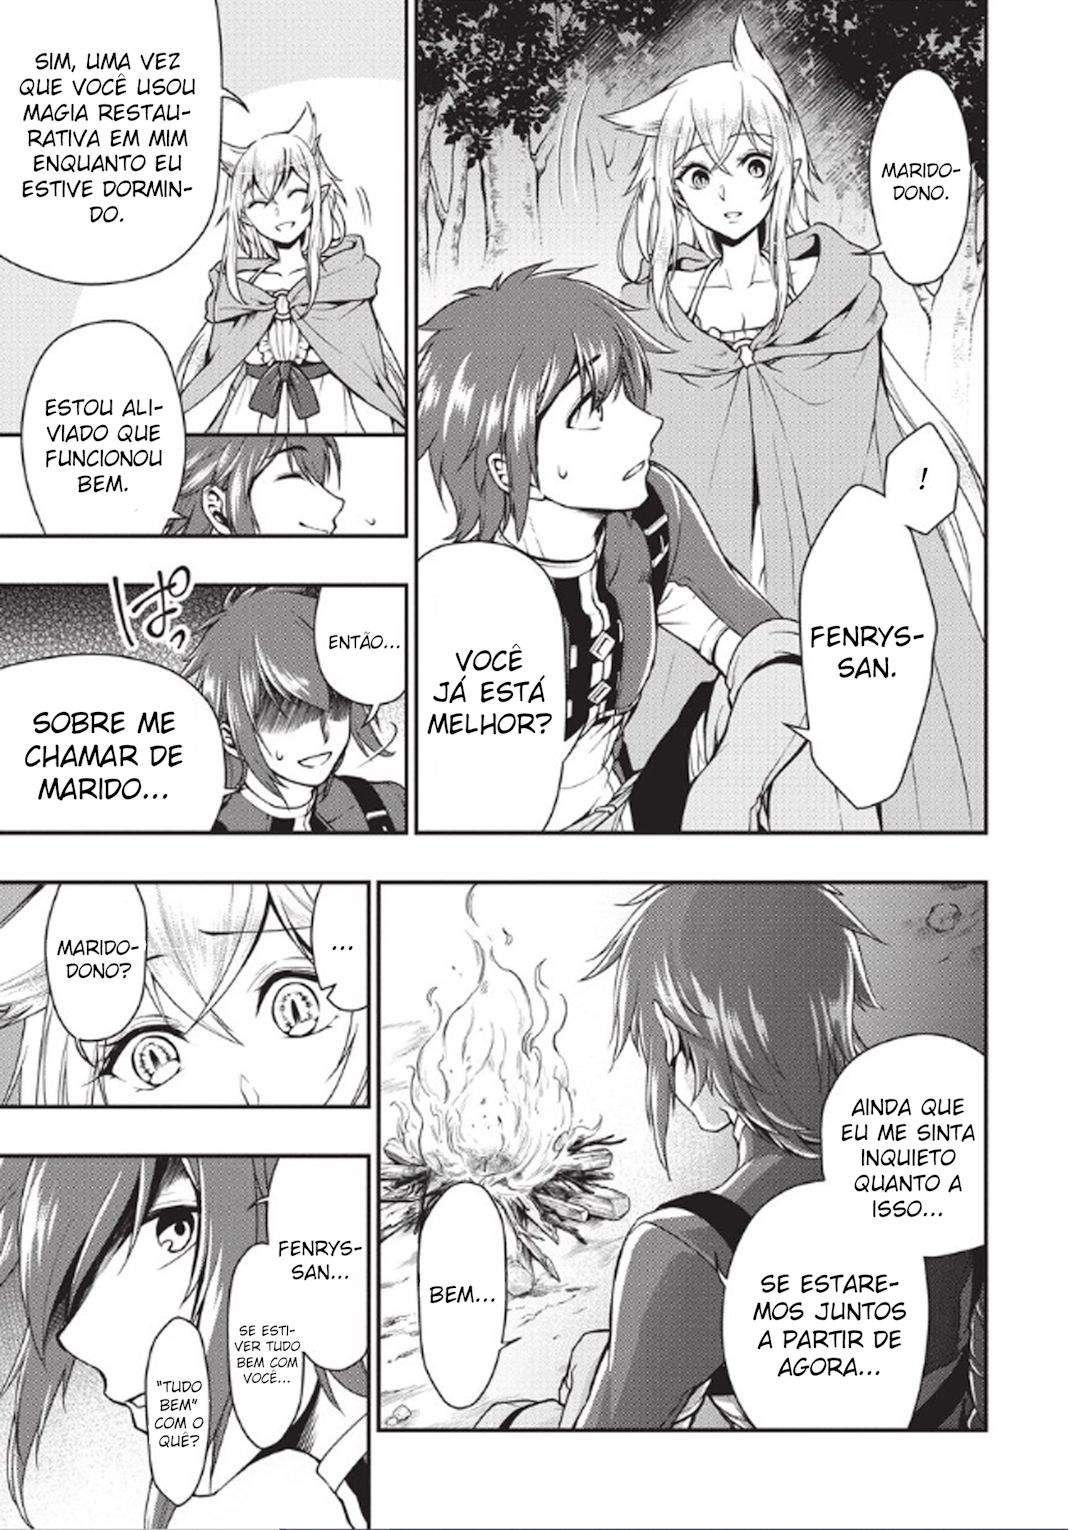 MARIDO-
DONO.
!
FENRYS-
SAN.
VOCÊ
JÁ ESTÁ
MELHOR?
SIM, UMA VEZ
QUE VOCÊ USOU
MAGIA RESTAU-
RATIVA EM MIM
ENQUANTO EU
ESTIVE DORMIN-
DO.
ESTOU ALI-
VIADO QUE
FUNCIONOU
BEM.
ENTÃO...
ぱっ
SOBRE ME
CHAMAR DE
MARIDO...
AINDA QUE
EU ME SINTA
INQUIETO
QUANTO A
ISSO...
SE ESTARE-
MOS JUNTOS
A PARTIR DE
AGORA...
BEM...
...
MARIDO-
DONO?
FENRYS-
SAN...
SE ESTI-
VER TUDO
BEM COM
VOCÊ...
"TUDO
BEM"
COM O
QUÊ?